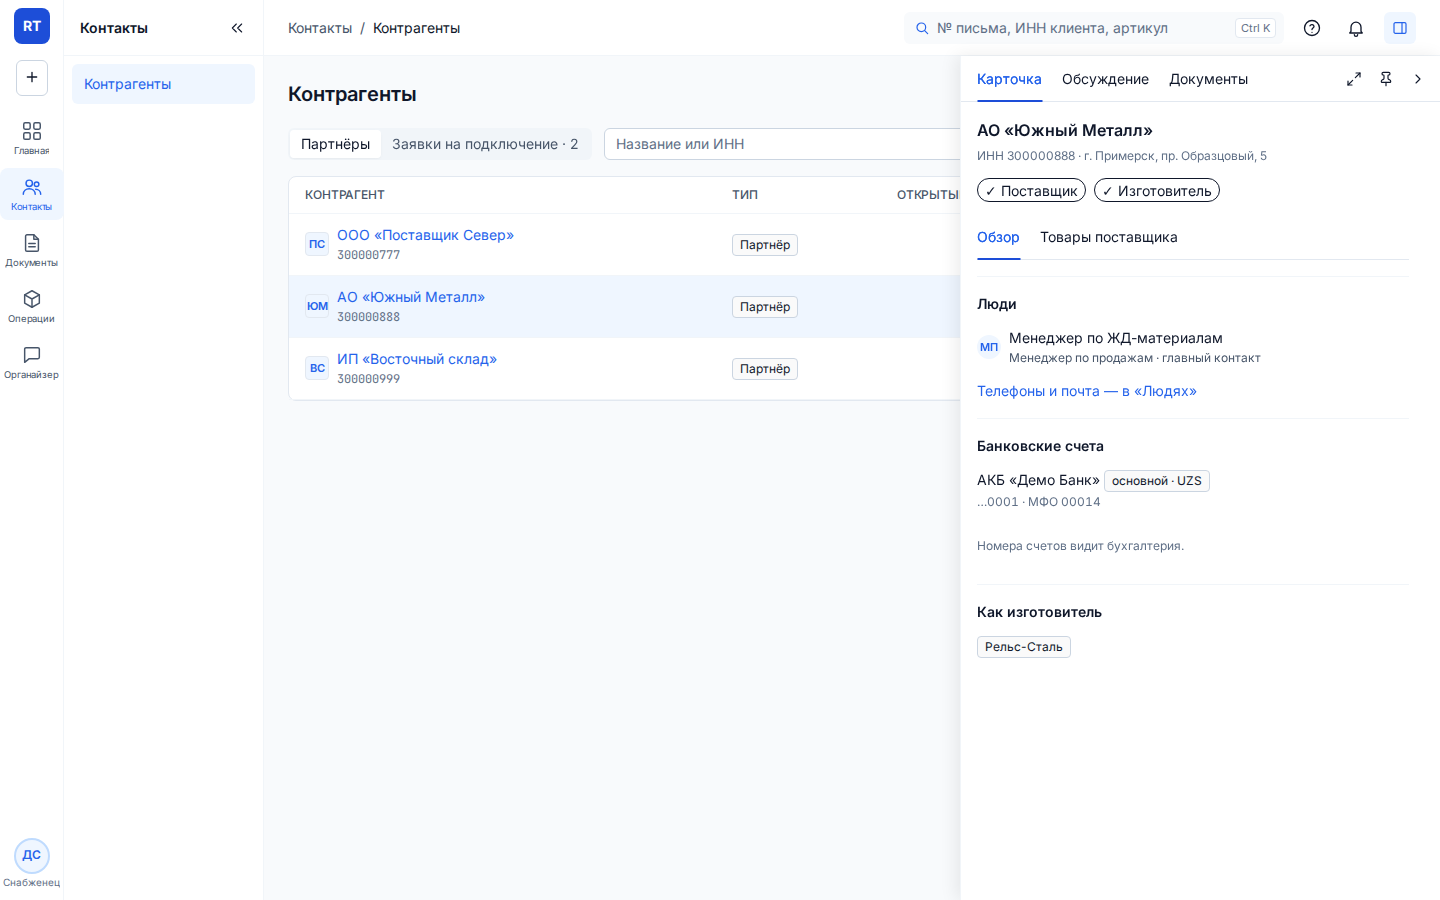 RT
Контакты
Контакты / Контрагенты
№ письма, ИНН клиента, артикул
Ctrl K
+
Главная
Контакты
Документы
Операции
Органайзер
ДС
Снабженец
Контрагенты
Контрагенты
Партнёры
Заявки на подключение · 2
Название или ИНН
КОНТРАГЕНТ
ТИП
ПС
ООО «Поставщик Север»
300000777
Партнёр
ЮМ
АО «Южный Металл»
300000888
Партнёр
ВС
ИП «Восточный склад»
300000999
Партнёр
Карточка
Обсуждение
Документы
АО «Южный Металл»
ИНН 300000888 · г. Примерск, пр. Образцовый, 5
✓ Поставщик
✓ Изготовитель
Обзор
Товары поставщика
Люди
МП
Менеджер по ЖД-материалам
Менеджер по продажам · главный контакт
Телефоны и почта — в «Людях»
Банковские счета
АКБ «Демо Банк» основной · UZS
…0001 · МФО 00014
Номера счетов видит бухгалтерия.
Как изготовитель
Рельс-Сталь